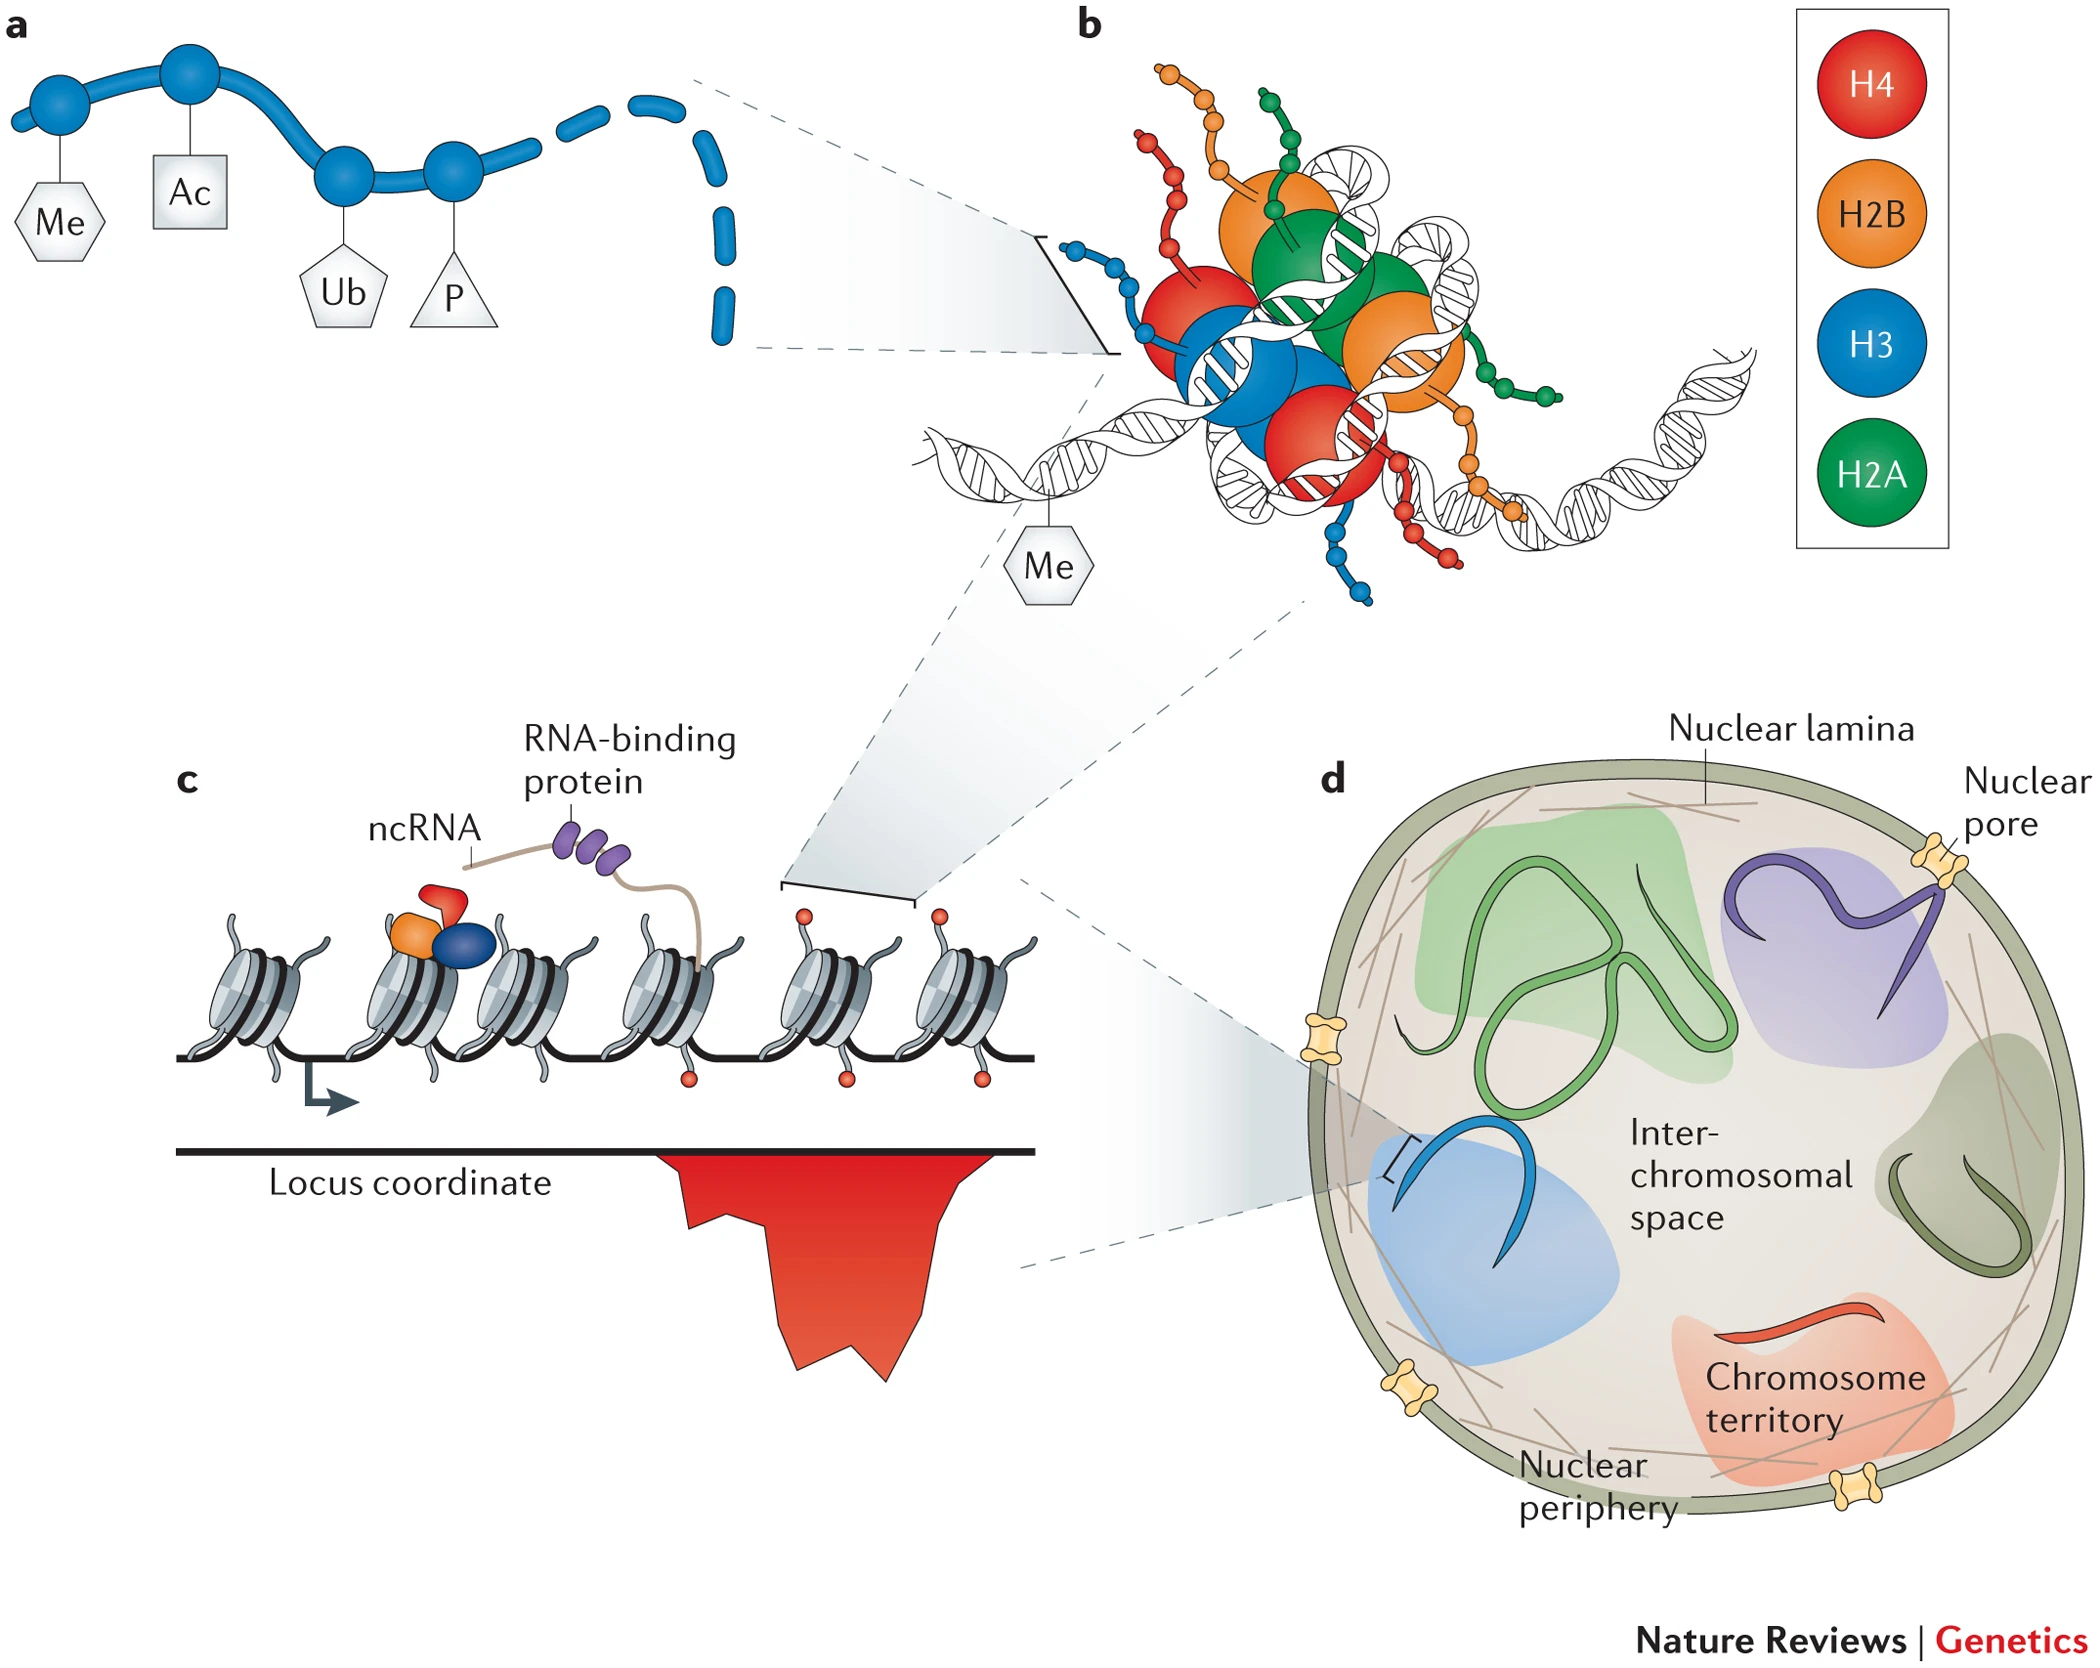 a
Me
Ac
Ub
P
b
Me
H4
H2B
H3
H2A
c
RNA-binding
protein
ncRNA
Locus coordinate
d
Nuclear lamina
Nuclear
pore
Inter-
chromosomal
space
Chromosome
territory
Nuclear
periphery
Nature Reviews | Genetics